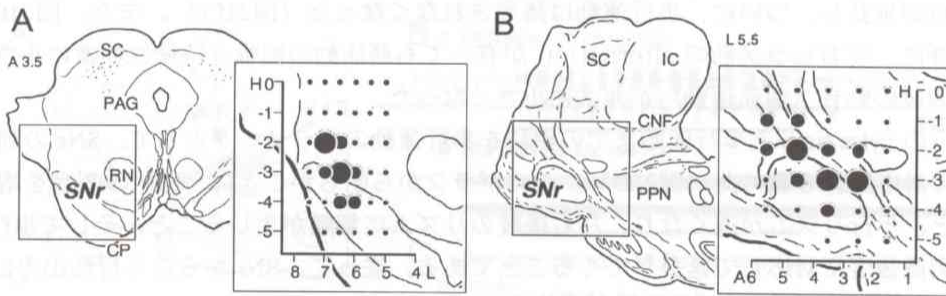 A
A 3.5
SC
PAG
RN
SNr
CP
H 0
-1
-2
-3
-4
-5
8 7 6 5 4 L
B
L 5.5
SC
IC
CNF
PPN
SNr
H 0
-1
-2
-3
-4
-5
A6 5 4 3 2 1